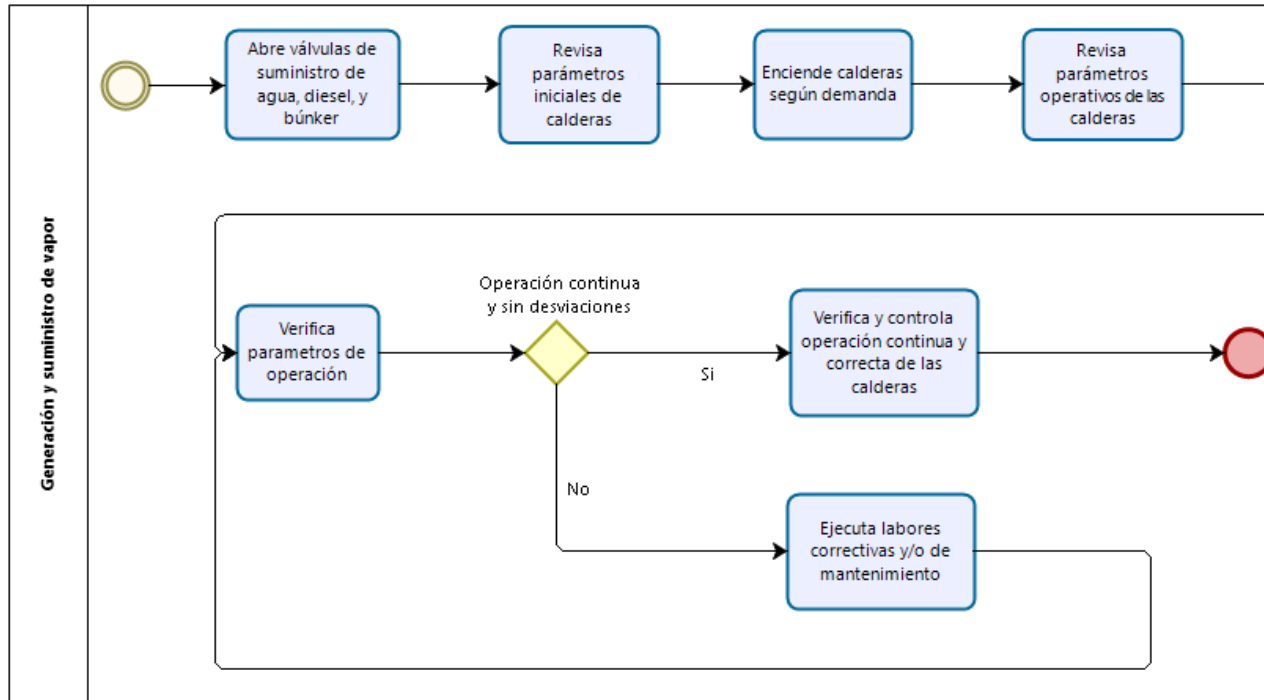 Generación y suministro de vapor
Abre válvulas de
suministro de
agua, diesel, y
búnker
Revisa
parámetros
iniciales de
calderas
Enciende calderas
según demanda
Revisa
parámetros
operativos de las
calderas
Verifica
parametros de
operación
Operación continua
y sin desviaciones
Si
No
Verifica y controla
operación continua y
correcta de las
calderas
Ejecuta labores
correctivas y/o de
mantenimiento